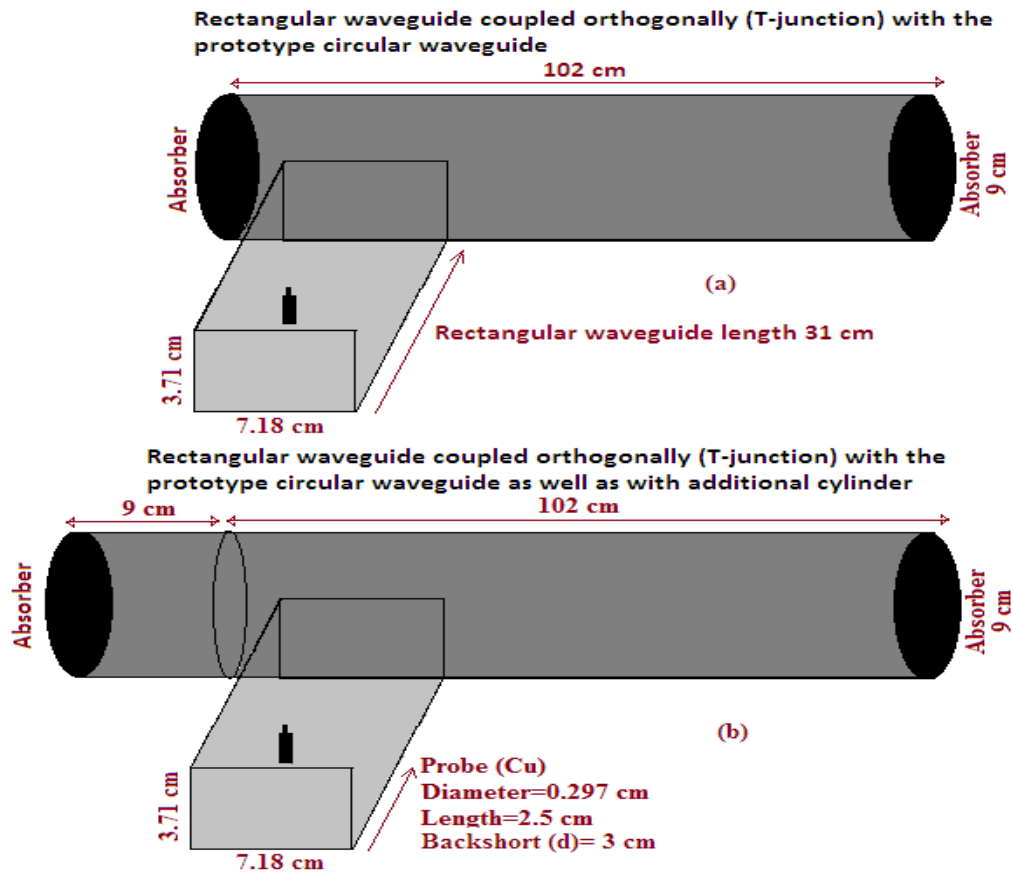 Rectangular waveguide coupled orthogonally (T-junction) with the
prototype circular waveguide
102 cm
Absorber
Absorber
9 cm
(a)
Rectangular waveguide length 31 cm
3.71 cm
7.18 cm
Rectangular waveguide coupled orthogonally (T-junction) with the
prototype circular waveguide as well as with additional cylinder
9 cm
102 cm
Absorber
Absorber
9 cm
(b)
Probe (Cu)
Diameter=0.297 cm
Length=2.5 cm
Backshort (d)= 3 cm
3.71 cm
7.18 cm